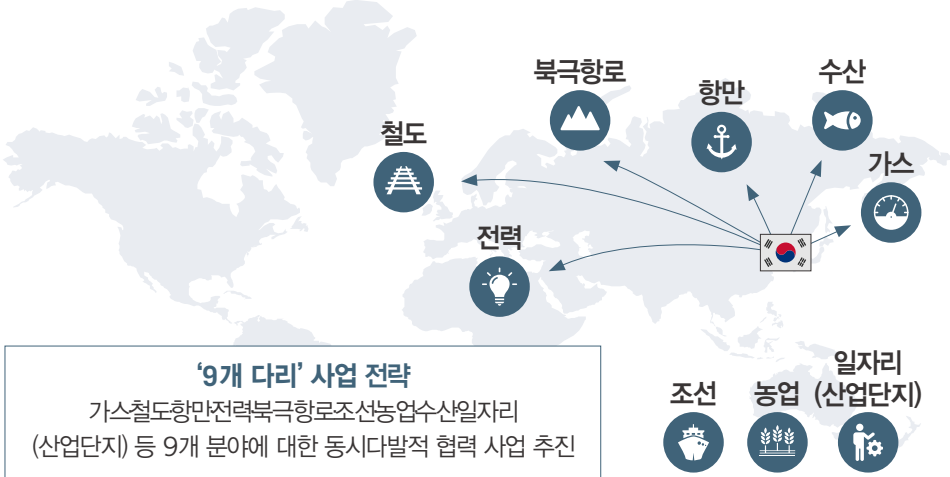 북극항로
항만
수산
철도
가스
전력
'9개 다리' 사업 전략
가스철도항만전력북극항로조선농업수산일자리
(산업단지) 등 9개 분야에 대한 동시다발적 협력 사업 추진
조선
농업
일자리
(산업단지)